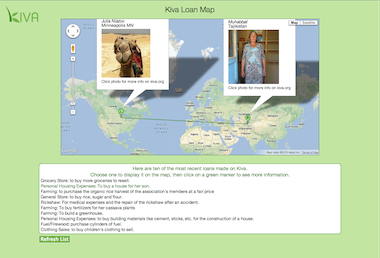 KIVA
Kiva Loan Map
Julia Nilabin
Minneapolis MN
Click photo for more info on kiva.org
Muhabbat
Tajikistan
Click photo for more info on kiva.org
Map
Satellite
Here are ten of the most recent loans made on Kiva.
Choose one to display it on the map, then click on a green marker to see more information.
Grocery Store: to buy more groceries to resell.
Personal Housing Expenses: To buy a house for her son.
Farming: to purchase the organic rice harvest of the association's members at a fair price
General Store: to buy rice, sugar and flour.
Rickshaw: For medical expenses and the repair of the rickshaw after an accident.
Farming: To buy fertilizers for her cassava plants
Farming: To build a greenhouse.
Personal Housing Expenses: to buy building materials like cement, sticks, etc, for the construction of a house.
Fuel/Firewood: purchase cylinders of fuel.
Clothing Sales: to buy children's clothing to sell.
Refresh List